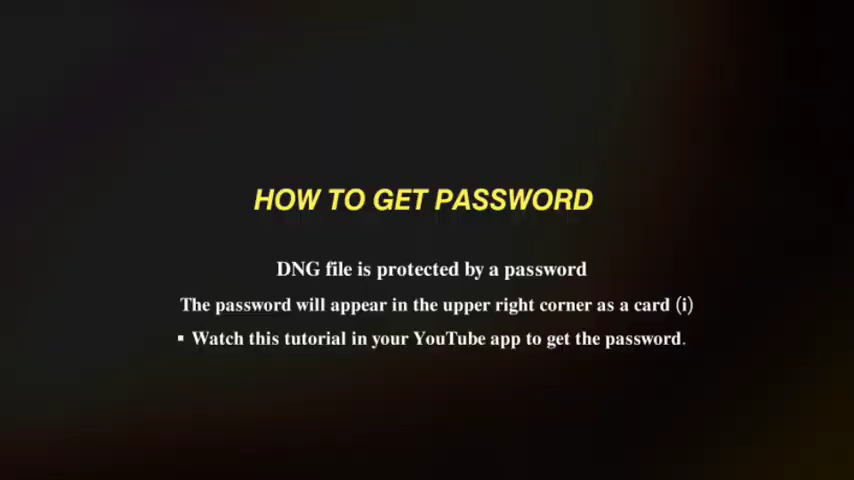 HOW TO GET PASSWORD
DNG file is protected by a password
The password will appear in the upper right corner as a card (i)
▪ Watch this tutorial in your YouTube app to get the password.